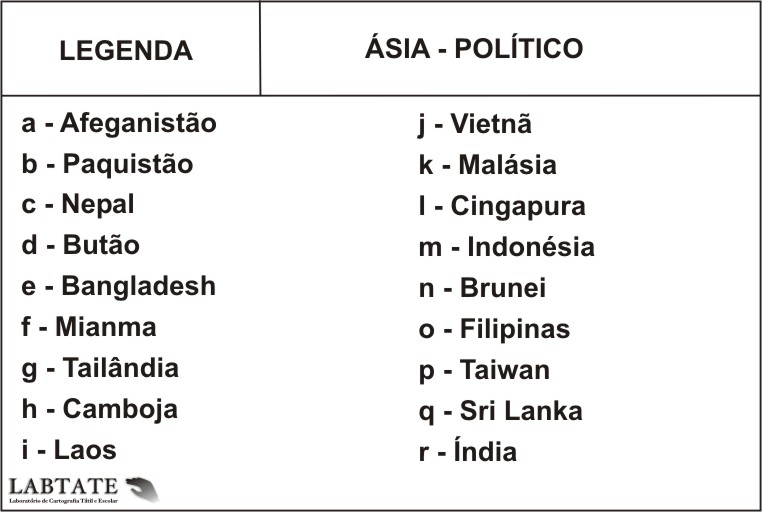 LEGENDA
ÁSIA - POLÍTICO
a - Afeganistão
b - Paquistão
c - Nepal
d - Butão
e - Bangladesh
f - Mianma
g - Tailândia
h - Camboja
i - Laos
j - Vietnã
k - Malásia
l - Cingapura
m - Indonésia
n - Brunei
o - Filipinas
p - Taiwan
q - Sri Lanka
r - Índia
LABTATE
Laboratório de Cartografia Tátil e Escolar